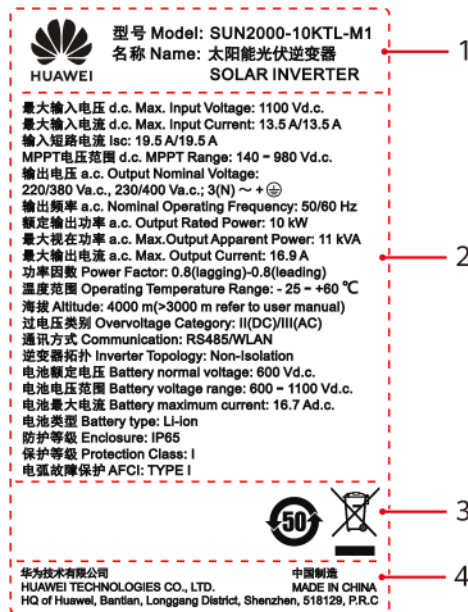 HUAWEI
型号 Model: SUN2000-10KTL-M1
名称 Name: 太阳能光伏逆变器
SOLAR INVERTER
1
最大输入电压 d.c. Max. Input Voltage: 1100 Vd.c.
最大输入电流 d.c. Max. Input Current: 13.5 A/13.5 A
输入短路电流 Isc: 19.5 A/19.5 A
MPPT电压范围 d.c. MPPT Range: 140 - 980 Vd.c.
输出电压 a.c. Output Nominal Voltage:
220/380 Va.c., 230/400 Va.c.; 3(N) ~ + ⏚
输出频率 a.c. Nominal Operating Frequency: 50/60 Hz
额定输出功率 a.c. Output Rated Power: 10 kW
最大视在功率 a.c. Max.Output Apparent Power: 11 kVA
最大输出电流 a.c. Max. Output Current: 16.9 A
功率因数 Power Factor: 0.8(lagging)-0.8(leading)
温度范围 Operating Temperature Range: - 25 - +60 ℃
海拔 Altitude: 4000 m(>3000 m refer to user manual)
过电压类别 Overvoltage Category: II(DC)/III(AC)
通讯方式 Communication: RS485/WLAN
逆变器拓扑 Inverter Topology: Non-Isolation
电池额定电压 Battery normal voltage: 600 Vd.c.
电池电压范围 Battery voltage range: 600 - 1100 Vd.c.
电池最大电流 Battery maximum current: 16.7 Ad.c.
电池类型 Battery type: Li-ion
防护等级 Enclosure: IP65
保护等级 Protection Class: I
电弧故障保护 AFCI: TYPE I
2
50
3
华为技术有限公司 中国制造
HUAWEI TECHNOLOGIES CO., LTD. MADE IN CHINA
HQ of Huawei, Bantian, Longgang District, Shenzhen, 518129, P.R.C
4